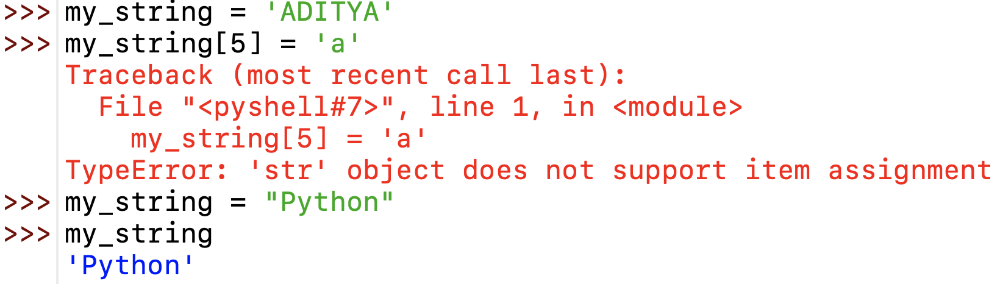 >>> my_string = 'ADITYA'
>>> my_string[5] = 'a'
Traceback (most recent call last):
  File "<pyshell#7>", line 1, in <module>
    my_string[5] = 'a'
TypeError: 'str' object does not support item assignment
>>> my_string = "Python"
>>> my_string
'Python'